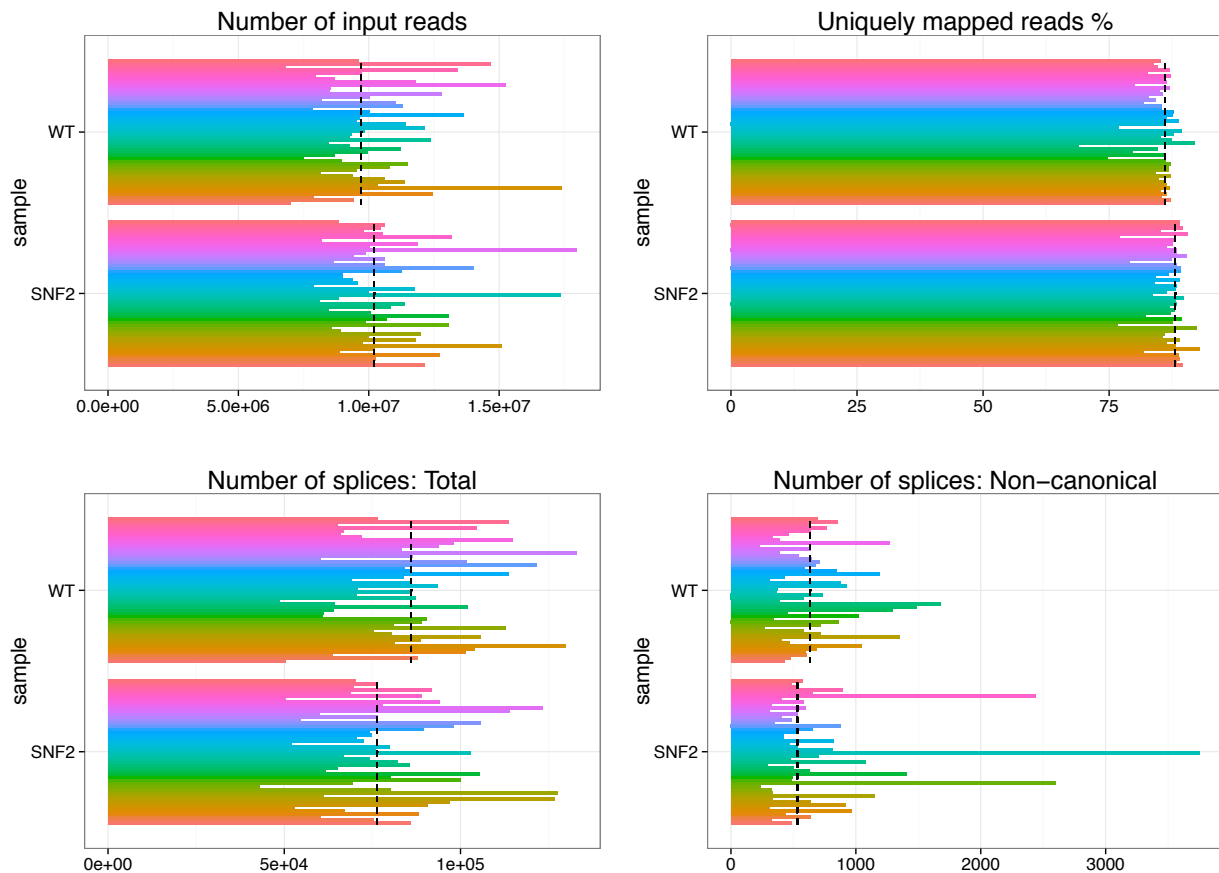 Number of input reads
WT
sample
SNF2
0.0e+00 5.0e+06 1.0e+07 1.5e+07
Uniquely mapped reads %
WT
sample
SNF2
0 25 50 75
Number of splices: Total
WT
sample
SNF2
0e+00 5e+04 1e+05
Number of splices: Non−canonical
WT
sample
SNF2
0 1000 2000 3000